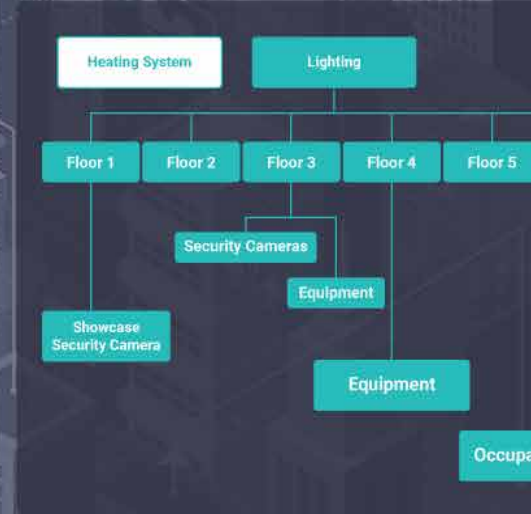 Heating System
Lighting
Floor 1
Floor 2
Floor 3
Floor 4
Floor 5
Security Cameras
Equipment
Showcase
Security Camera
Equipment